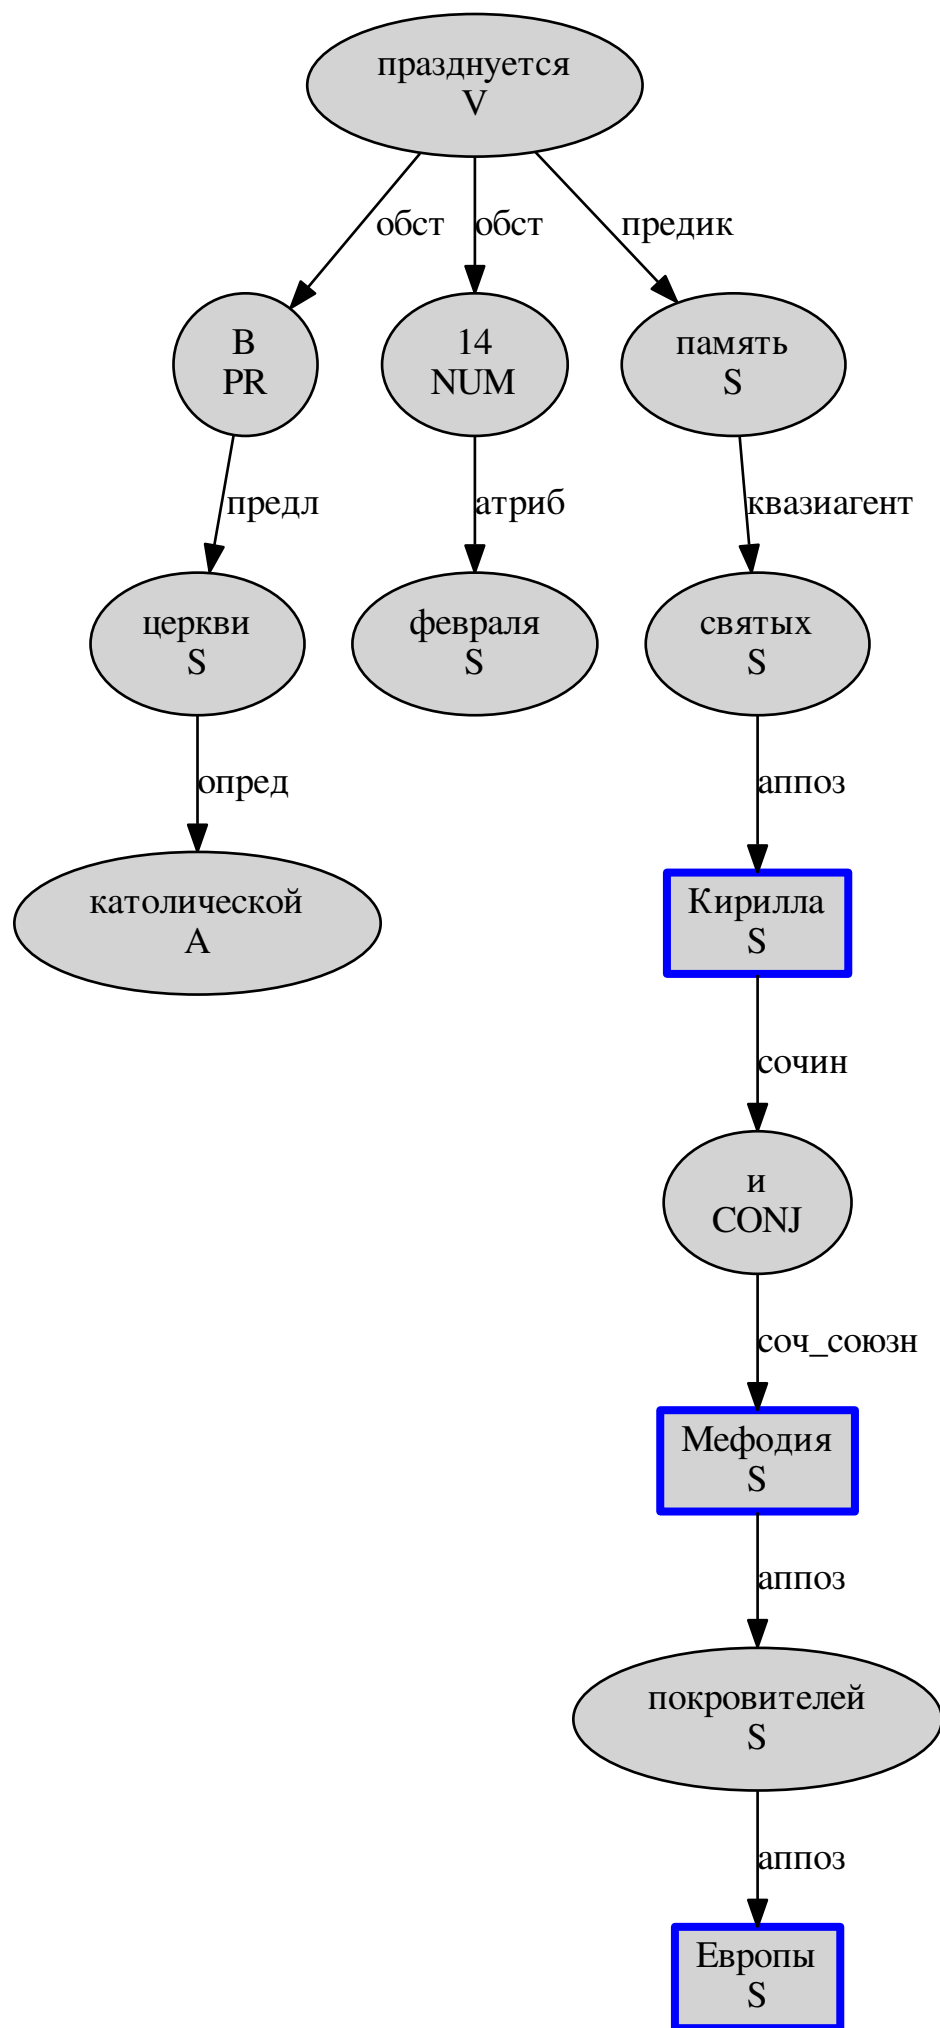 празднуется
V
обст
обст
предик
В
PR
14
NUM
память
S
предл
атриб
квазиагент
церкви
S
февраля
S
святых
S
опред
аппоз
католической
A
Кирилла
S
сочин
и
CONJ
соч_союзн
Мефодия
S
аппоз
покровителей
S
аппоз
Европы
S